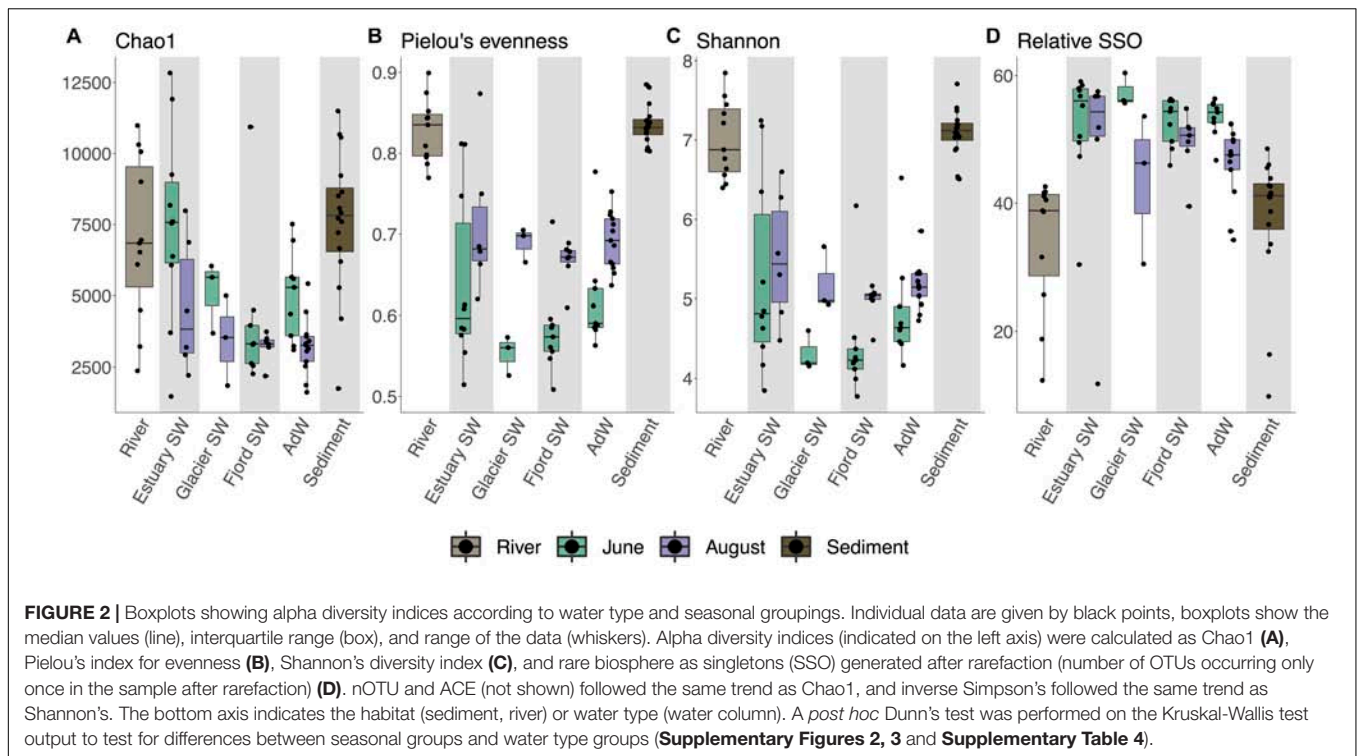 A Chao1
B Pielou's evenness
C Shannon
D Relative SSO
12500
10000
7500
5000
2500
0.9
0.8
0.7
0.6
0.5
8
7
6
5
4
60
40
20
River
Estuary SW
Glacier SW
Fjord SW
AdW
Sediment
River
Estuary SW
Glacier SW
Fjord SW
AdW
Sediment
River
Estuary SW
Glacier SW
Fjord SW
AdW
Sediment
River
Estuary SW
Glacier SW
Fjord SW
AdW
Sediment
River June August Sediment
FIGURE 2 | Boxplots showing alpha diversity indices according to water type and seasonal groupings. Individual data are given by black points, boxplots show the
median values (line), interquartile range (box), and range of the data (whiskers). Alpha diversity indices (indicated on the left axis) were calculated as Chao1 (A),
Pielou's index for evenness (B), Shannon's diversity index (C), and rare biosphere as singletons (SSO) generated after rarefaction (number of OTUs occurring only
once in the sample after rarefaction) (D). nOTU and ACE (not shown) followed the same trend as Chao1, and inverse Simpson's followed the same trend as
Shannon's. The bottom axis indicates the habitat (sediment, river) or water type (water column). A post hoc Dunn's test was performed on the Kruskal-Wallis test
output to test for differences between seasonal groups and water type groups (Supplementary Figures 2, 3 and Supplementary Table 4).